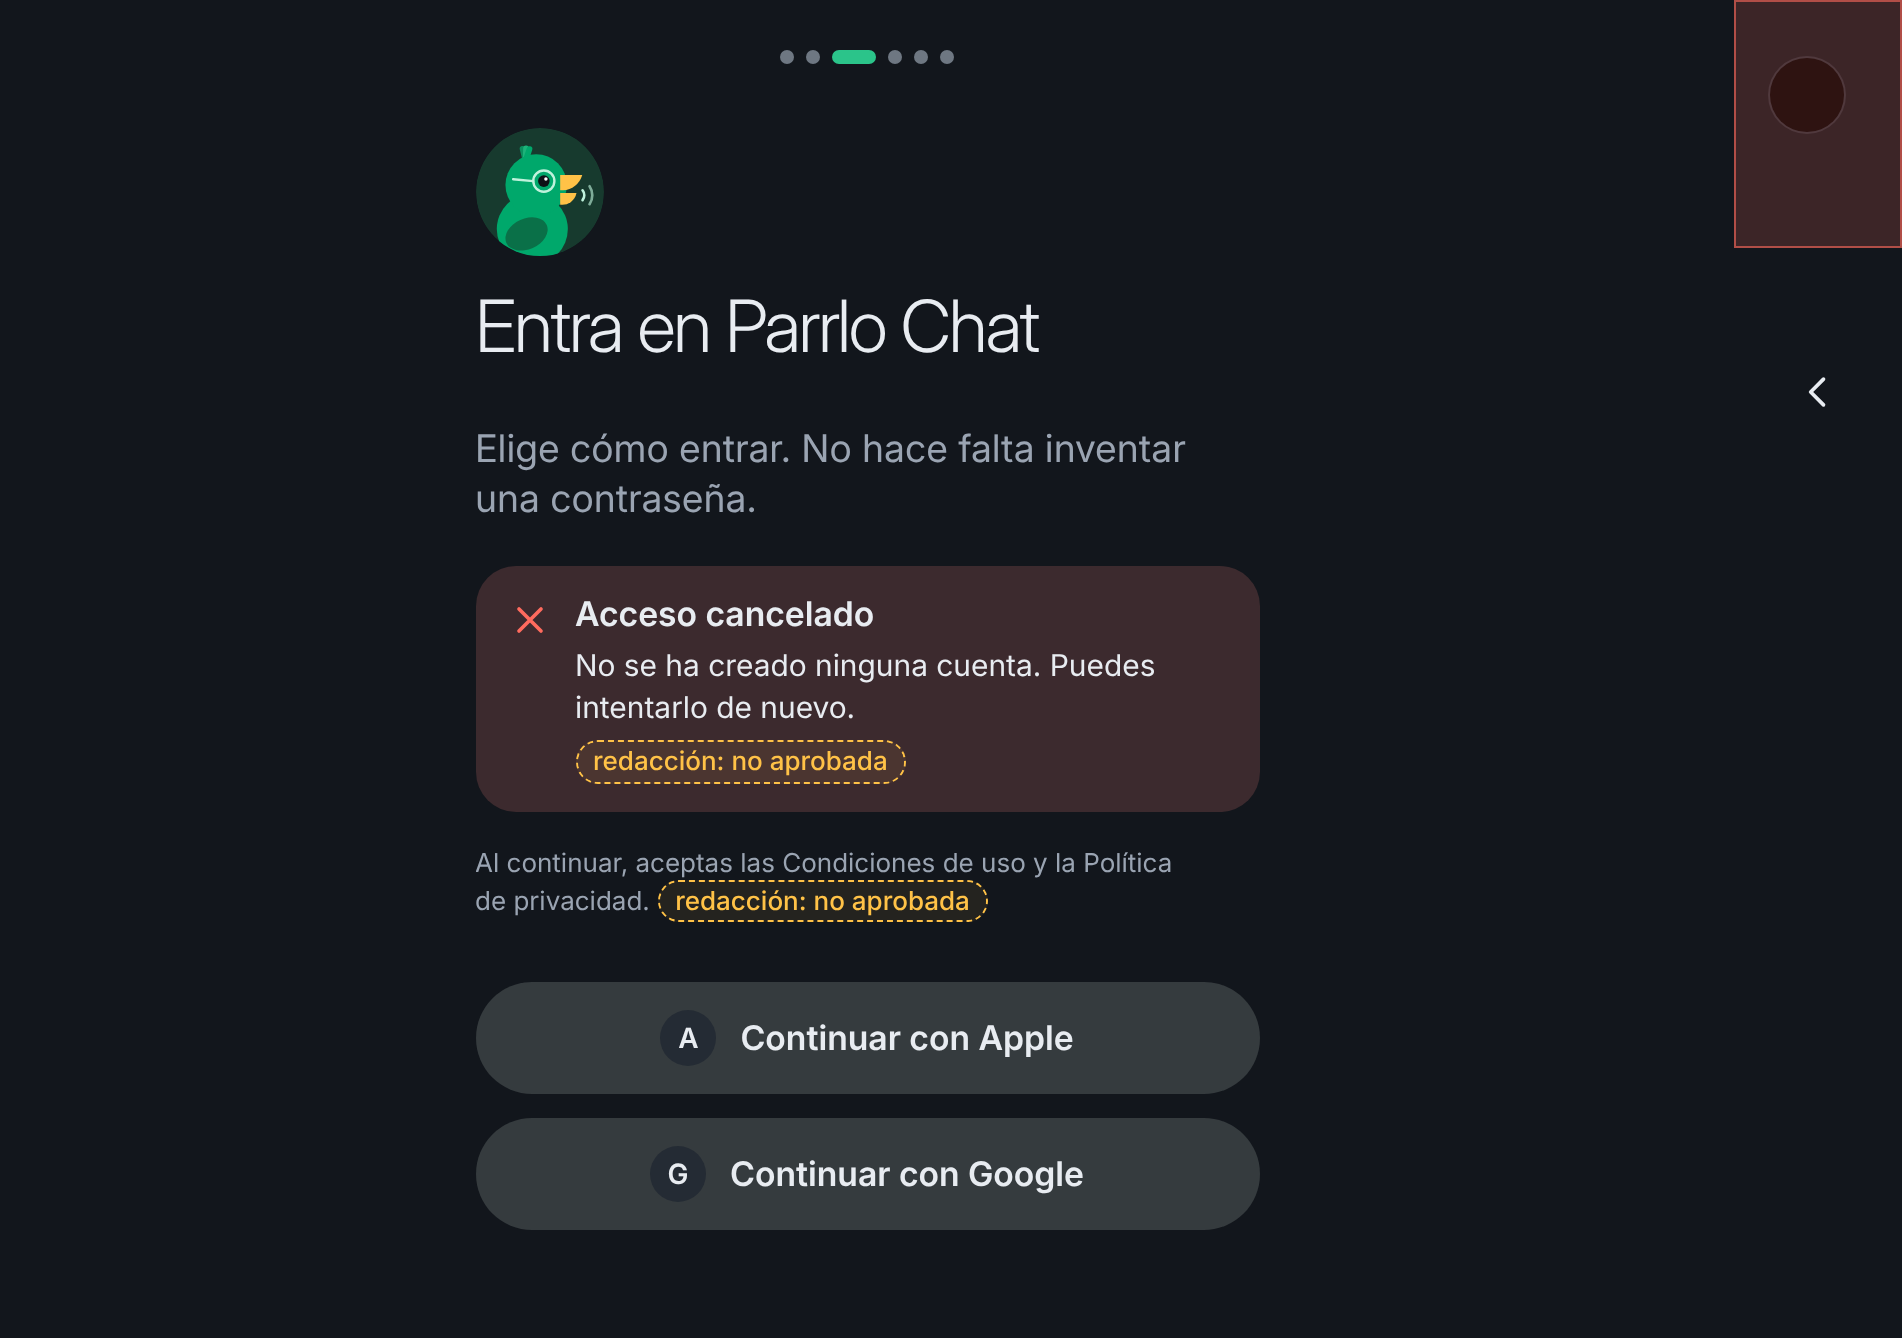 Entra en Parrlo Chat
Elige cómo entrar. No hace falta inventar
una contraseña.
Acceso cancelado
No se ha creado ninguna cuenta. Puedes
intentarlo de nuevo.
redacción: no aprobada
Al continuar, aceptas las Condiciones de uso y la Política
de privacidad. redacción: no aprobada
A Continuar con Apple
G Continuar con Google